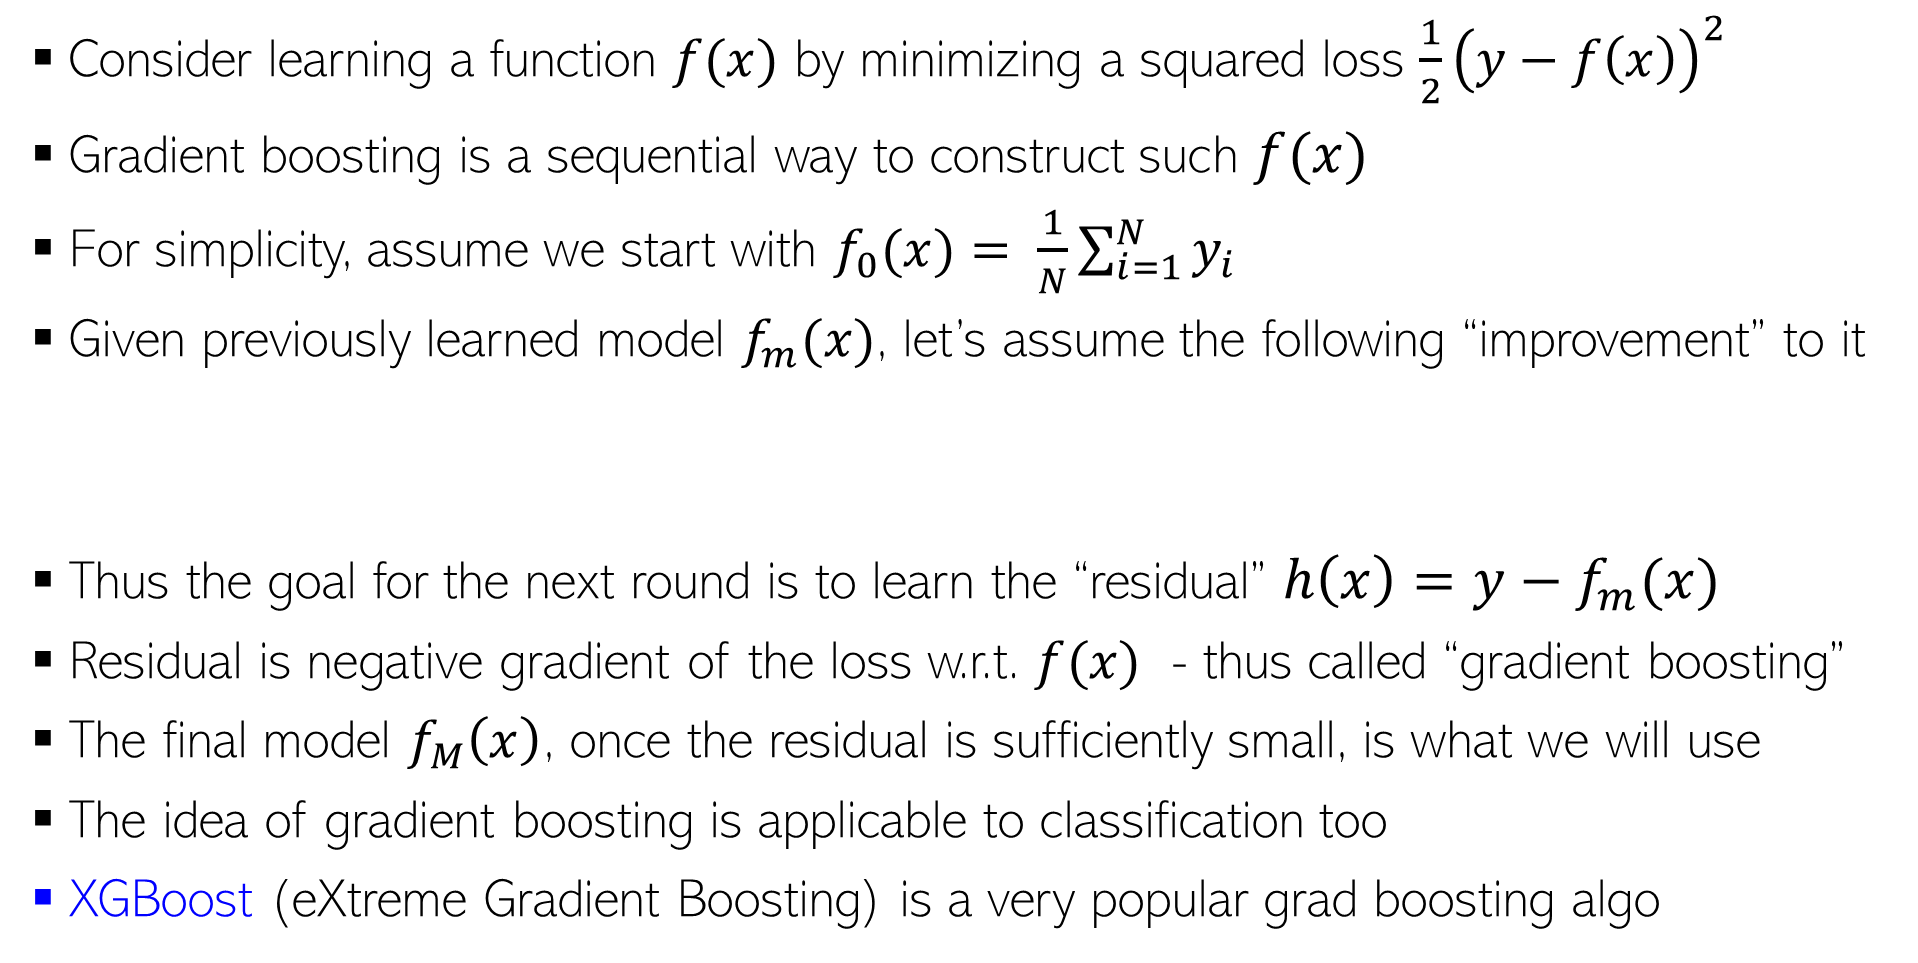 ▪ Consider learning a function f(x) by minimizing a squared loss 1/2 (y − f(x))²
▪ Gradient boosting is a sequential way to construct such f(x)
▪ For simplicity, assume we start with f₀(x) = 1/N ∑ᵢ₌₁ᴺ yᵢ
▪ Given previously learned model fₘ(x), let’s assume the following “improvement” to it
▪ Thus the goal for the next round is to learn the “residual” h(x) = y − fₘ(x)
▪ Residual is negative gradient of the loss w.r.t. f(x) - thus called “gradient boosting”
▪ The final model f_M(x), once the residual is sufficiently small, is what we will use
▪ The idea of gradient boosting is applicable to classification too
▪ XGBoost (eXtreme Gradient Boosting) is a very popular grad boosting algo